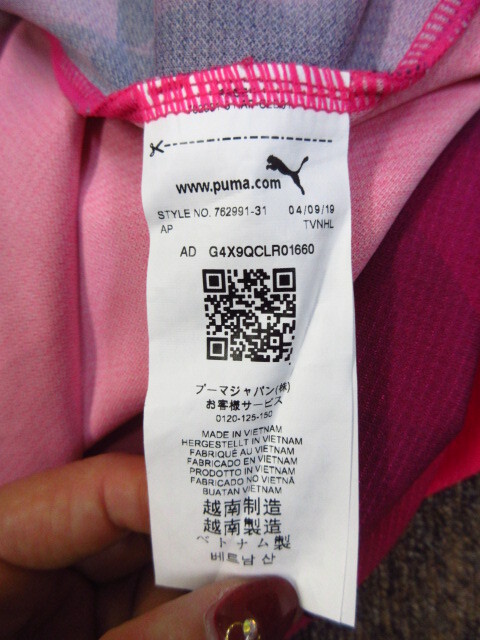 www.puma.com
STYLE NO. 762991-31 04/09/19
AP TVNHL
AD G4X9QCLR01660
プーマジャパン(株)
お客様サービス
0120-125-150
MADE IN VIETNAM
HERGESTELLT IN VIETNAM
FABRIQUÉ AU VIETNAM
FABRICADO EN VIETNAM
PRODOTTO IN VIETNAM
FABRICADO NO VIETNÃ
BUATAN VIETNAM
越南制造
越南製造
ベトナム製
베트남 산